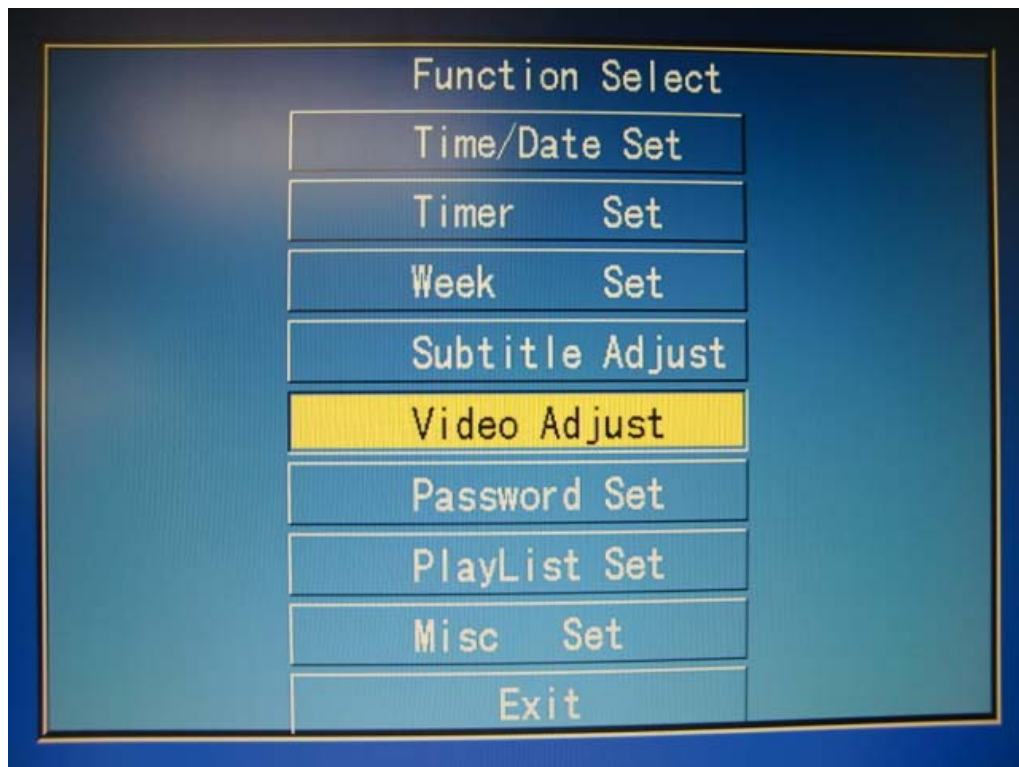 Function Select
Time/Date Set
Timer Set
Week Set
Subtitle Adjust
Video Adjust
Password Set
PlayList Set
Misc Set
Exit